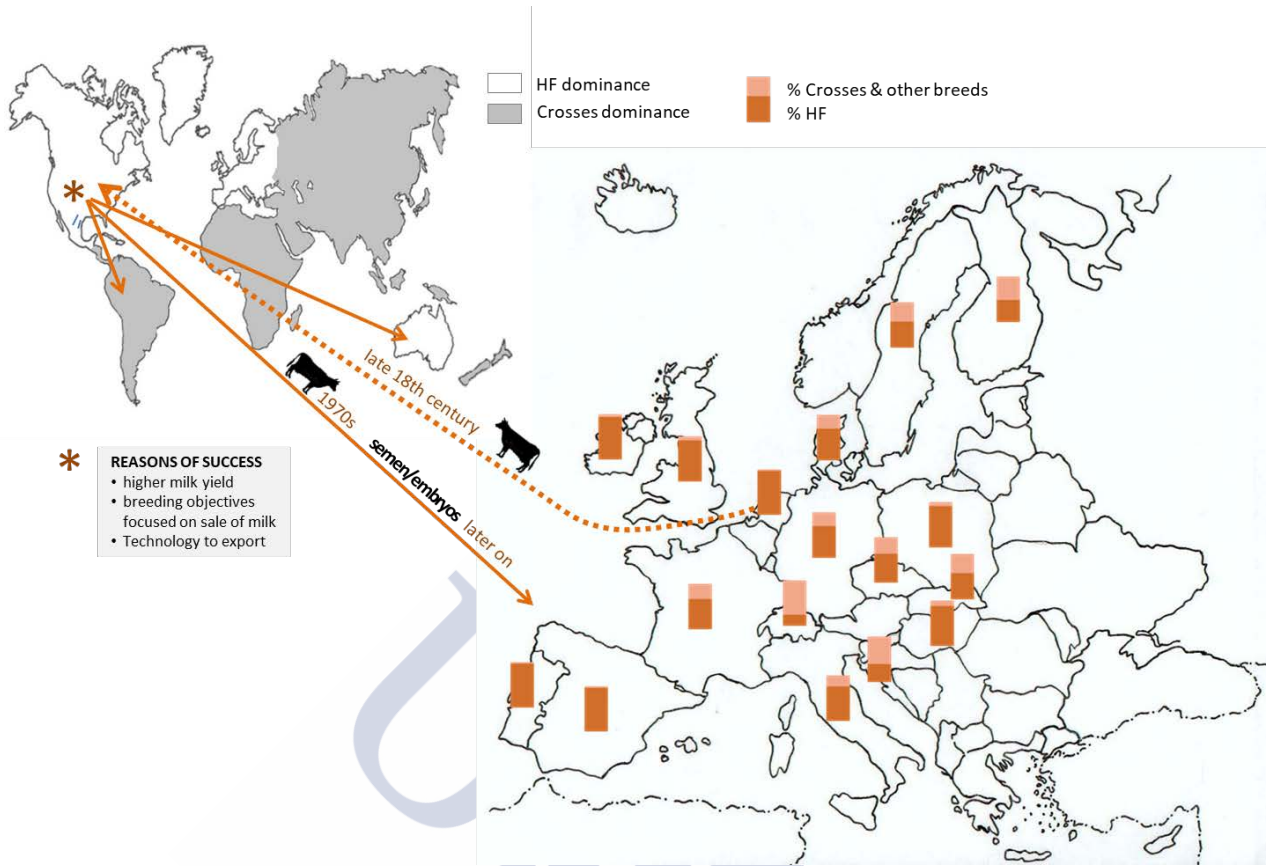 HF dominance
Crosses dominance
% Crosses & other breeds
% HF
*
late 18th century
1970s
semen/embryos later on
* REASONS OF SUCCESS
• higher milk yield
• breeding objectives
focused on sale of milk
• Technology to export